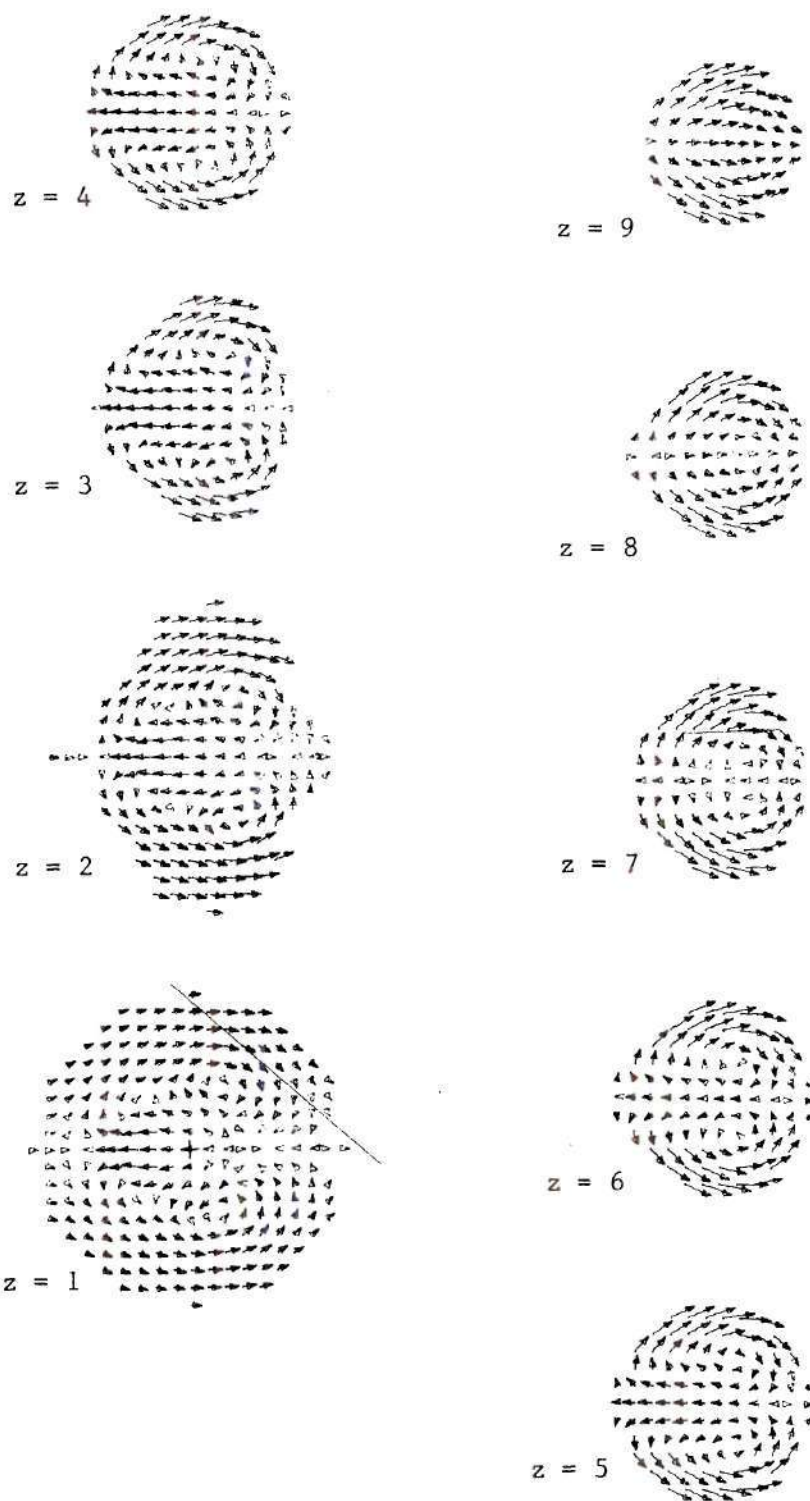 z = 4
z = 3
z = 2
z = 1
z = 9
z = 8
z = 7
z = 6
z = 5